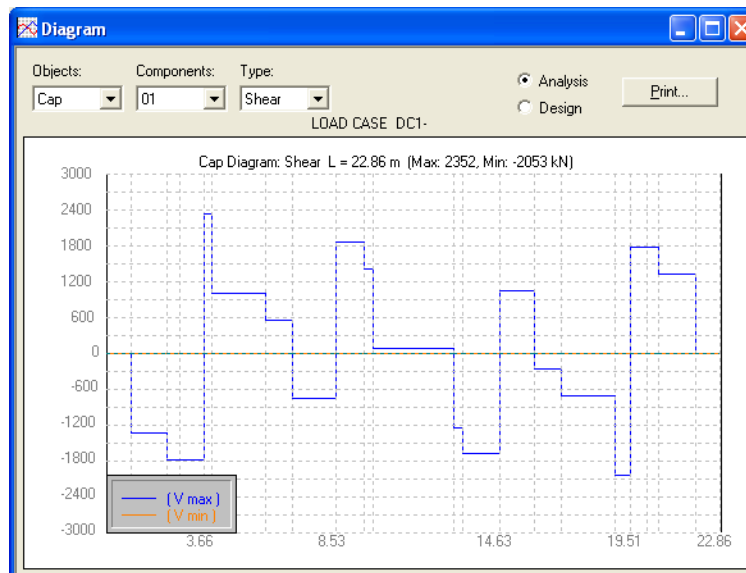 Diagram
Objects: Components: Type:
Cap 01 Shear
Analysis
Design
Print...
LOAD CASE DC1-
Cap Diagram: Shear L = 22.86 m (Max: 2352, Min: -2053 kN)
3000
2400
1800
1200
600
0
-600
-1200
-1800
-2400
-3000
( V max )
( V min )
3.66 8.53 14.63 19.51 22.86